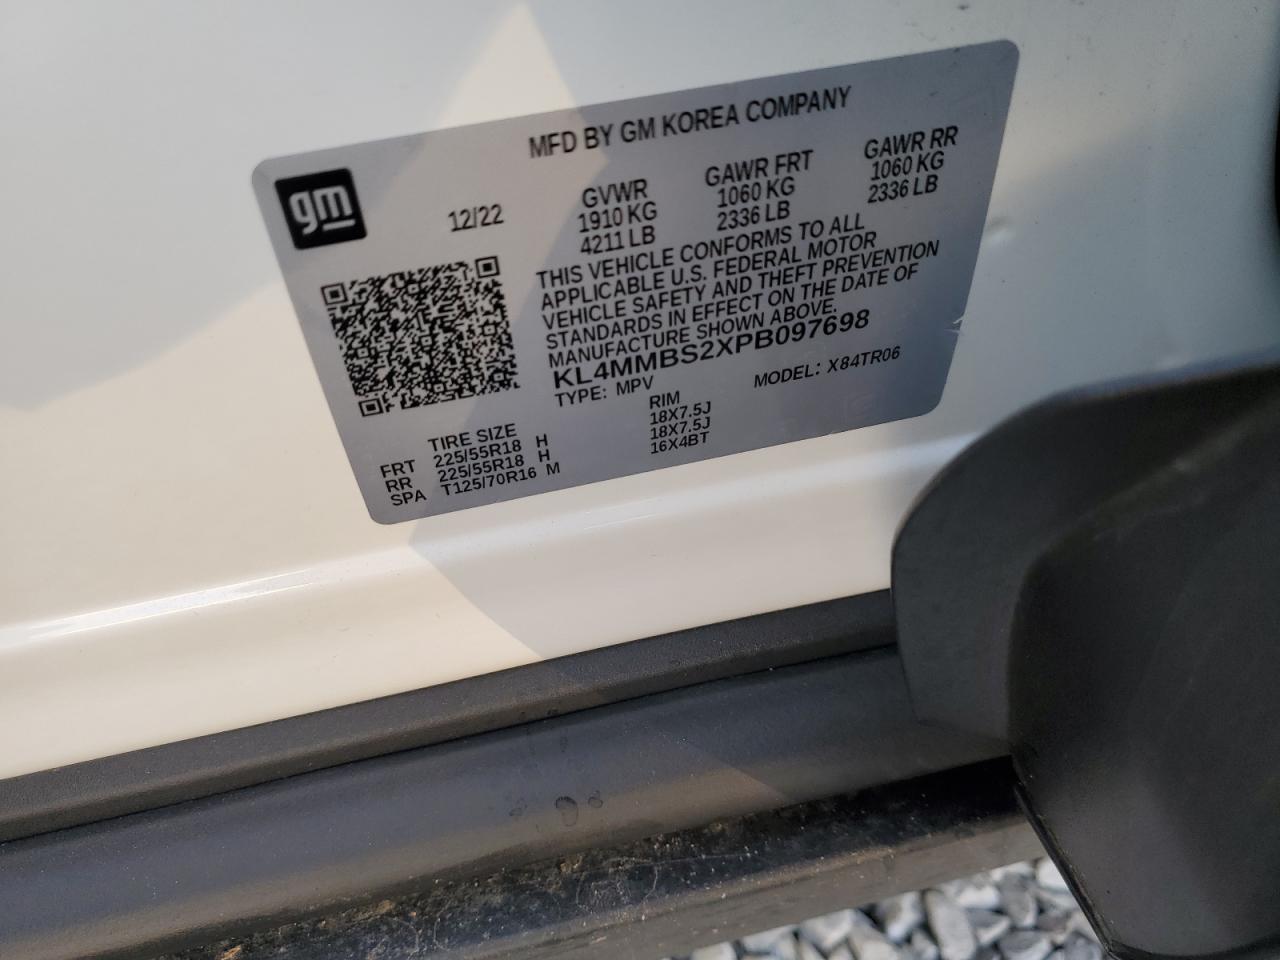 MFD BY GM KOREA COMPANY
gm
12/22
GVWR
1910 KG
4211 LB
GAWR FRT
1060 KG
2336 LB
GAWR RR
1060 KG
2336 LB
THIS VEHICLE CONFORMS TO ALL
APPLICABLE U.S. FEDERAL MOTOR
VEHICLE SAFETY AND THEFT PREVENTION
STANDARDS IN EFFECT ON THE DATE OF
MANUFACTURE SHOWN ABOVE.
KL4MMBS2XPB097698
TYPE: MPV MODEL: X84TR06
TIRE SIZE RIM
FRT 225/55R18 H 18X7.5J
RR 225/55R18 H 18X7.5J
SPA T125/70R16 M 16X4BT